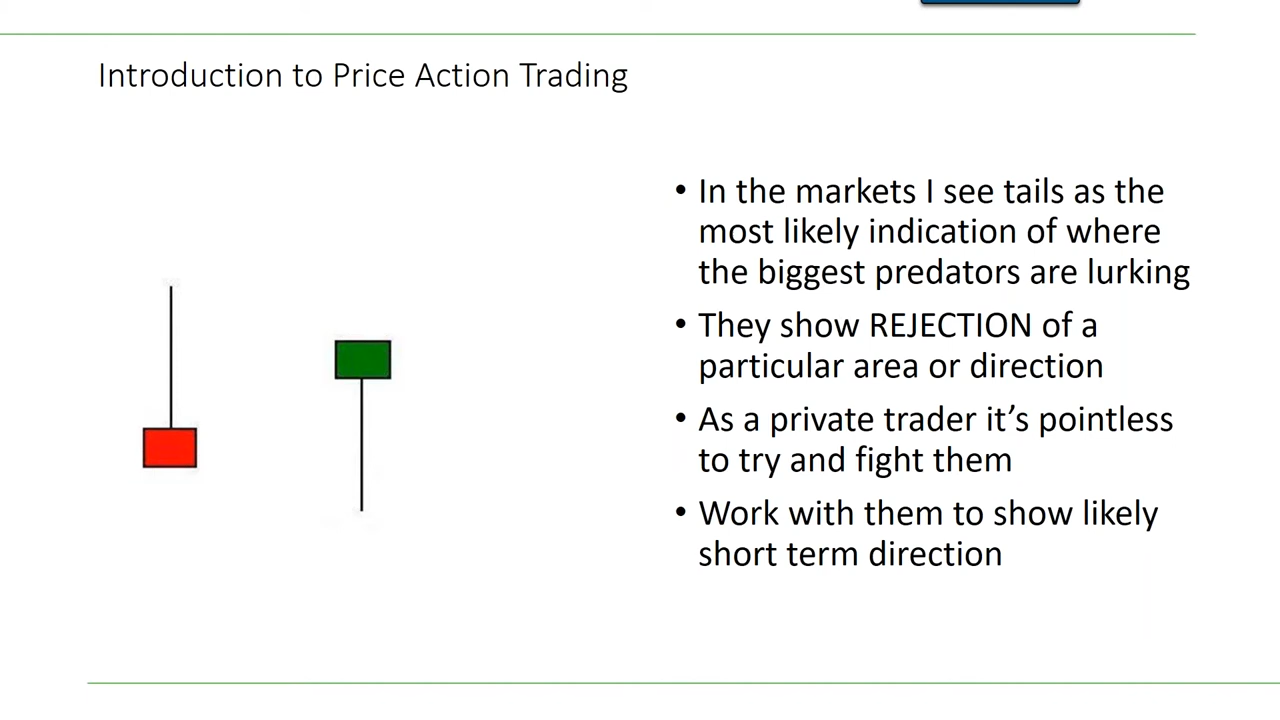 Introduction to Price Action Trading
• In the markets I see tails as the
most likely indication of where
the biggest predators are lurking
• They show REJECTION of a
particular area or direction
• As a private trader it’s pointless
to try and fight them
• Work with them to show likely
short term direction